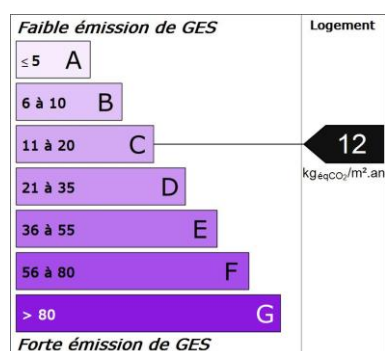 Faible émission de GES
Logement
≤ 5 A
6 à 10 B
11 à 20 C
12
kgéqCO2/m².an
21 à 35 D
36 à 55 E
56 à 80 F
> 80 G
Forte émission de GES